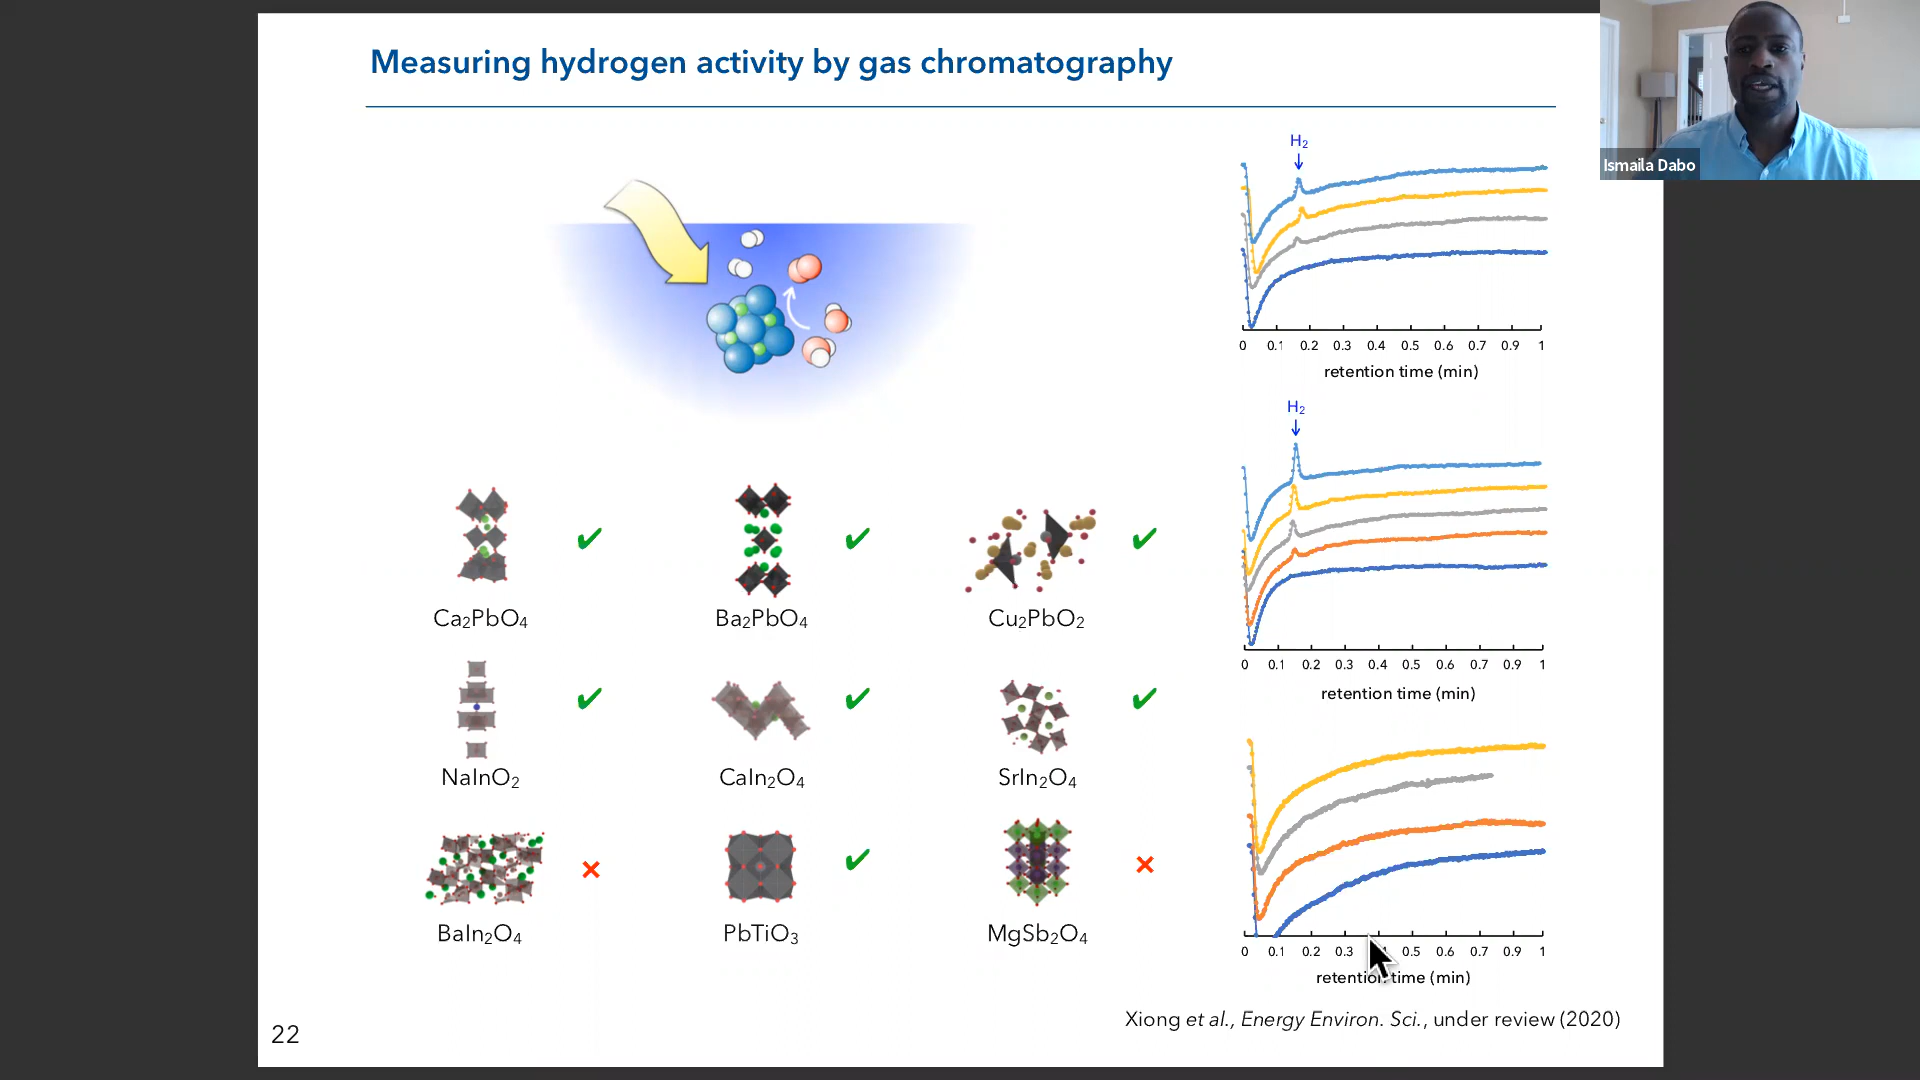 Measuring hydrogen activity by gas chromatography
Ismaila Dabo
H₂
0 0.1 0.2 0.3 0.4 0.5 0.6 0.7 0.8 0.9 1
retention time (min)
H₂
0 0.1 0.2 0.3 0.4 0.5 0.6 0.7 0.9 1
retention time (min)
Ca₂PbO₄
Ba₂PbO₄
Cu₂PbO₂
NaInO₂
CaIn₂O₄
SrIn₂O₄
BaIn₂O₄
PbTiO₃
MgSb₂O₄
0 0.1 0.2 0.3 0.5 0.6 0.7 0.9 1
retention time (min)
Xiong et al., Energy Environ. Sci., under review (2020)
22